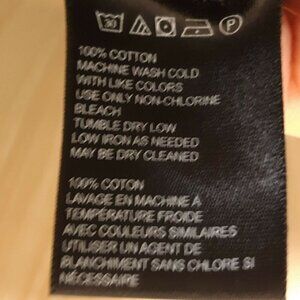 30
P
100% COTTON
MACHINE WASH COLD
WITH LIKE COLORS
USE ONLY NON-CHLORINE
BLEACH
TUMBLE DRY LOW
LOW IRON AS NEEDED
MAY BE DRY CLEANED
100% COTON
LAVAGE EN MACHINE À
TEMPÉRATURE FROIDE
AVEC COULEURS SIMILAIRES
UTILISER UN AGENT DE
BLANCHIMENT SANS CHLORE SI
NÉCESSAIRE